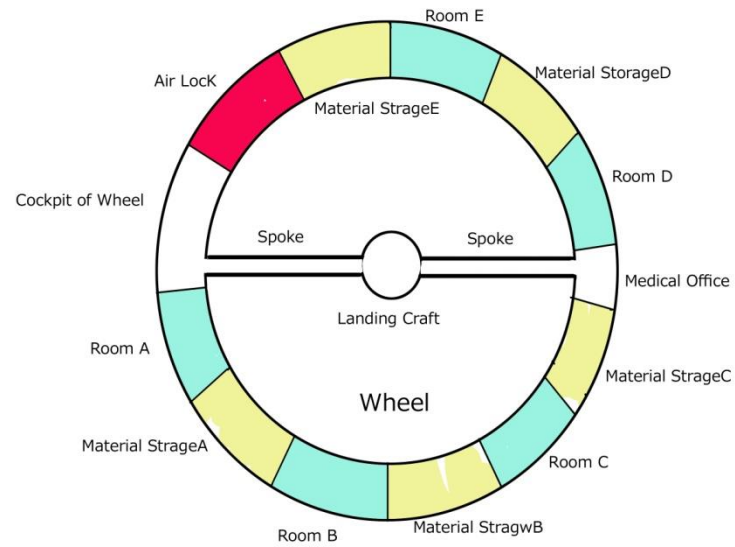 Room E
Air LocK
Material StorageD
Material StrageE
Room D
Cockpit of Wheel
Spoke
Spoke
Medical Office
Landing Craft
Room A
Material StrageC
Wheel
Material StrageA
Room C
Material StragwB
Room B